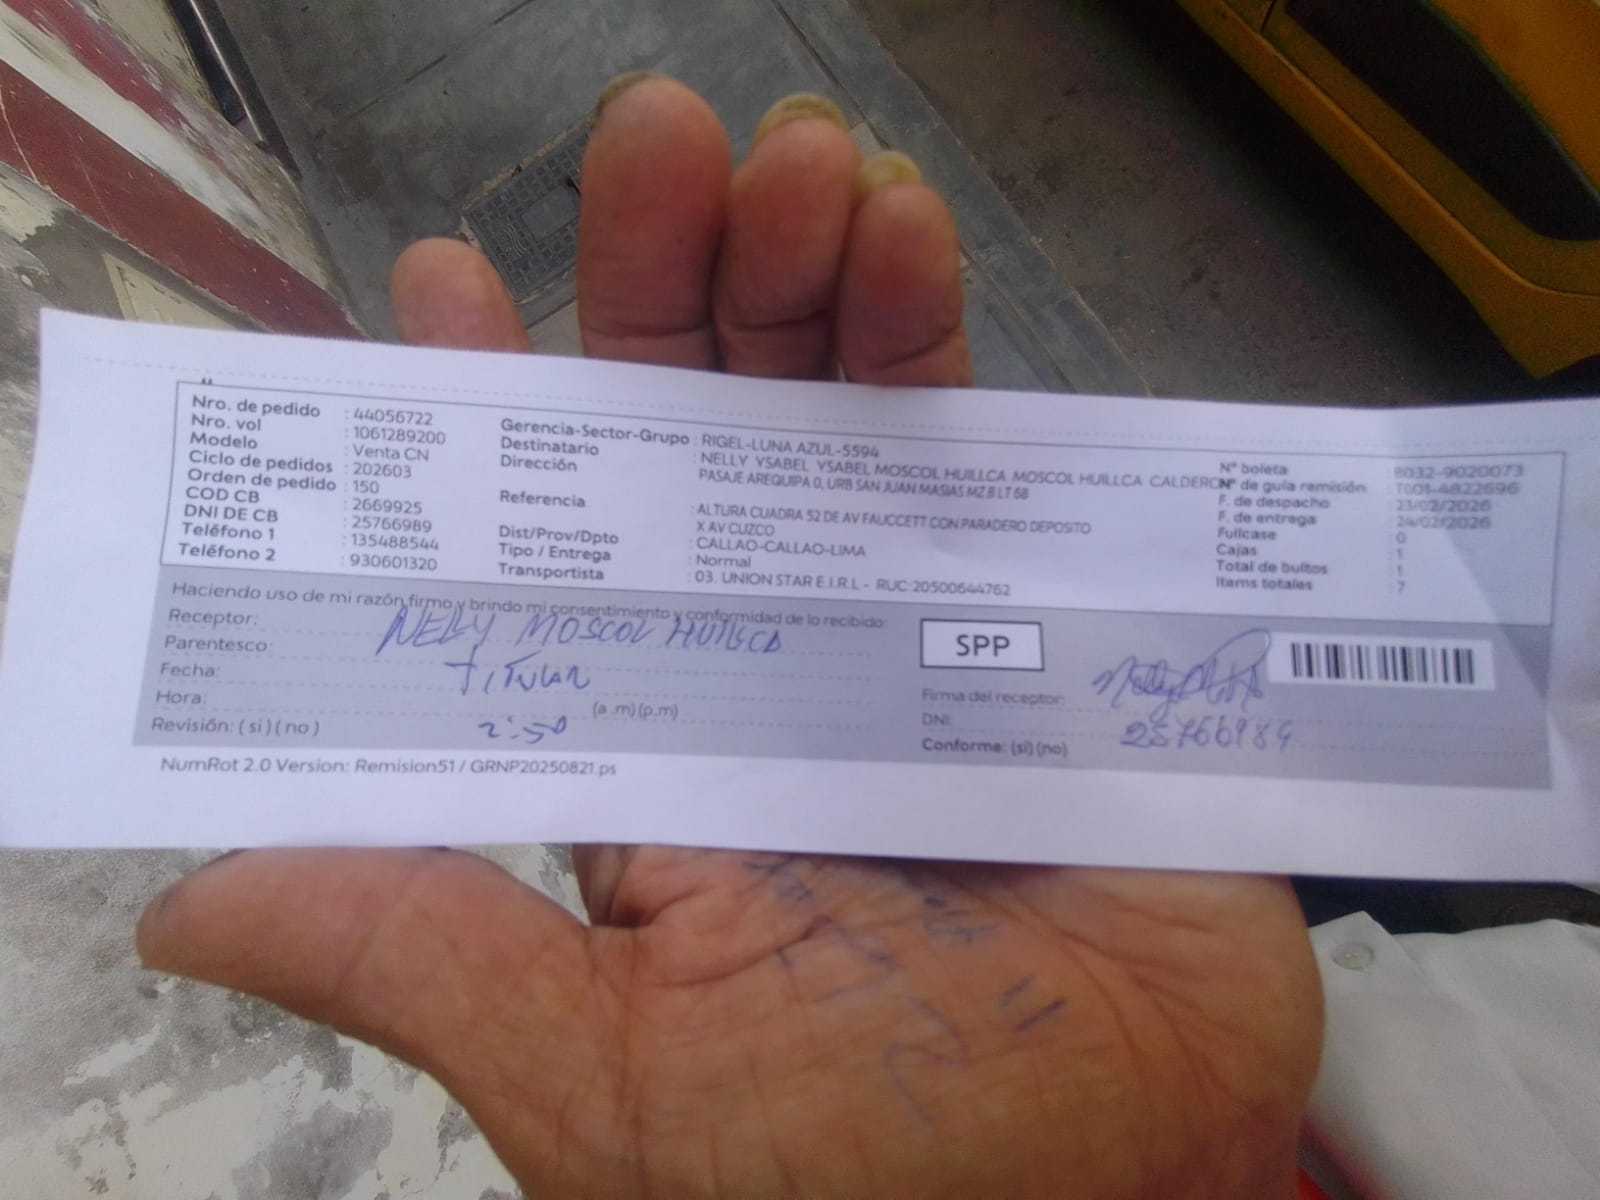 Nro. de pedido : 44056722
Nro. vol : 1061289200
Modelo : Venta CN
Ciclo de pedidos : 202603
Orden de pedido : 150
COD CB : 2669925
DNI DE CB : 25766989
Teléfono 1 : 135488544
Teléfono 2 : 930601320
Gerencia-Sector-Grupo : RIGEL-LUNA AZUL-5594
Destinatario : NELLY YSABEL YSABEL MOSCOL HUILLCA MOSCOL HUILLCA CALDERON
Dirección PASAJE AREQUIPA 0, URB SAN JUAN MASIAS MZ B LT 68
Referencia : ALTURA CUADRA 52 DE AV FAUCCETT CON PARADERO DEPOSITO
X AV CUZCO
Dist/Prov/Dpto : CALLAO-CALLAO-LIMA
Tipo / Entrega : Normal
Transportista : 03. UNION STAR E.I.R.L - RUC:20500644762
N° boleta : B032-9020073
N° de guía remisión : T001-4822696
F. de despacho : 23/02/2026
F. de entrega : 24/02/2026
Fullcase : 0
Cajas : 1
Total de bultos : 1
Items totales : 7
Haciendo uso de mi razón firmo y brindo mi consentimiento y conformidad de lo recibido:
Receptor: NELLY MOSCOL HUILLCA
Parentesco: TITULAR
Fecha:
Hora: 2:50 (a .m) (p.m)
Revisión: ( si ) ( no )
SPP
Firma del receptor:
DNI: 25766989
Conforme: (si) (no)
NumRot 2.0 Version: Remision51 / GRNP20250821.ps